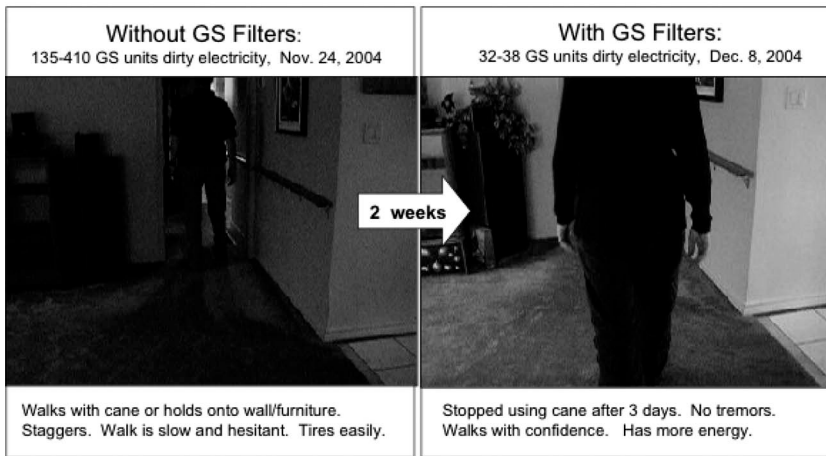 Without GS Filters:
135-410 GS units dirty electricity,  Nov. 24, 2004
With GS Filters:
32-38 GS units dirty electricity,  Dec. 8, 2004
2  weeks
Walks with cane or holds onto wall/furniture.
Staggers.  Walk is slow and hesitant.  Tires easily.
Stopped using cane after 3 days.  No tremors.
Walks with confidence.   Has more energy.